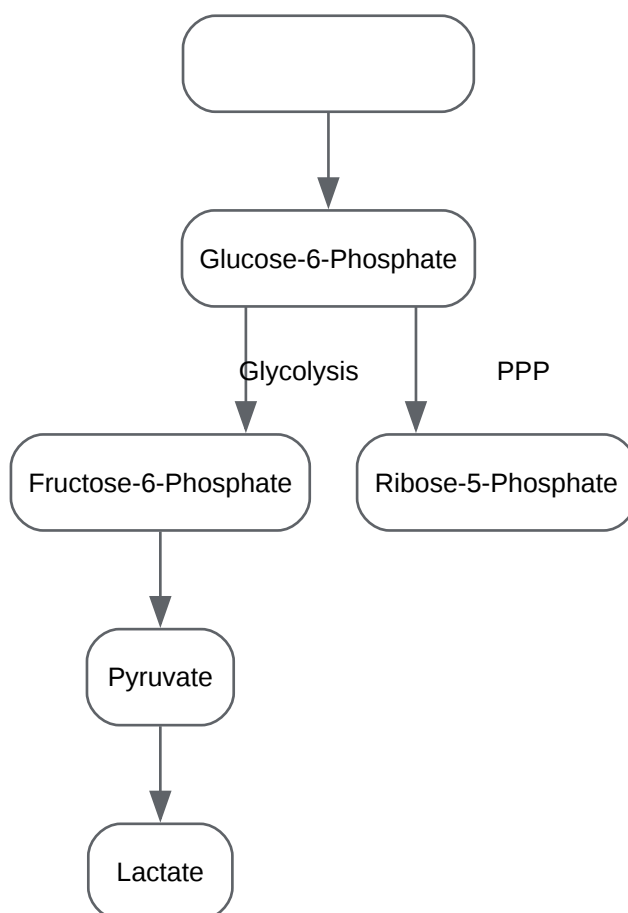 Glucose-6-Phosphate
Glycolysis
PPP
Fructose-6-Phosphate
Ribose-5-Phosphate
Pyruvate
Lactate